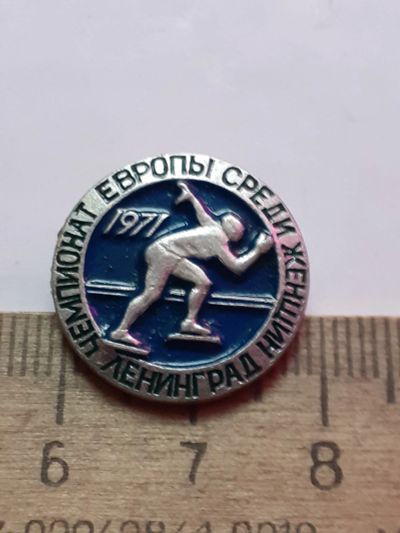 ЧЕМПИОНАТ ЕВРОПЫ СРЕДИ ЖЕНЩИН
ЛЕНИНГРАД
1971
6 7 8